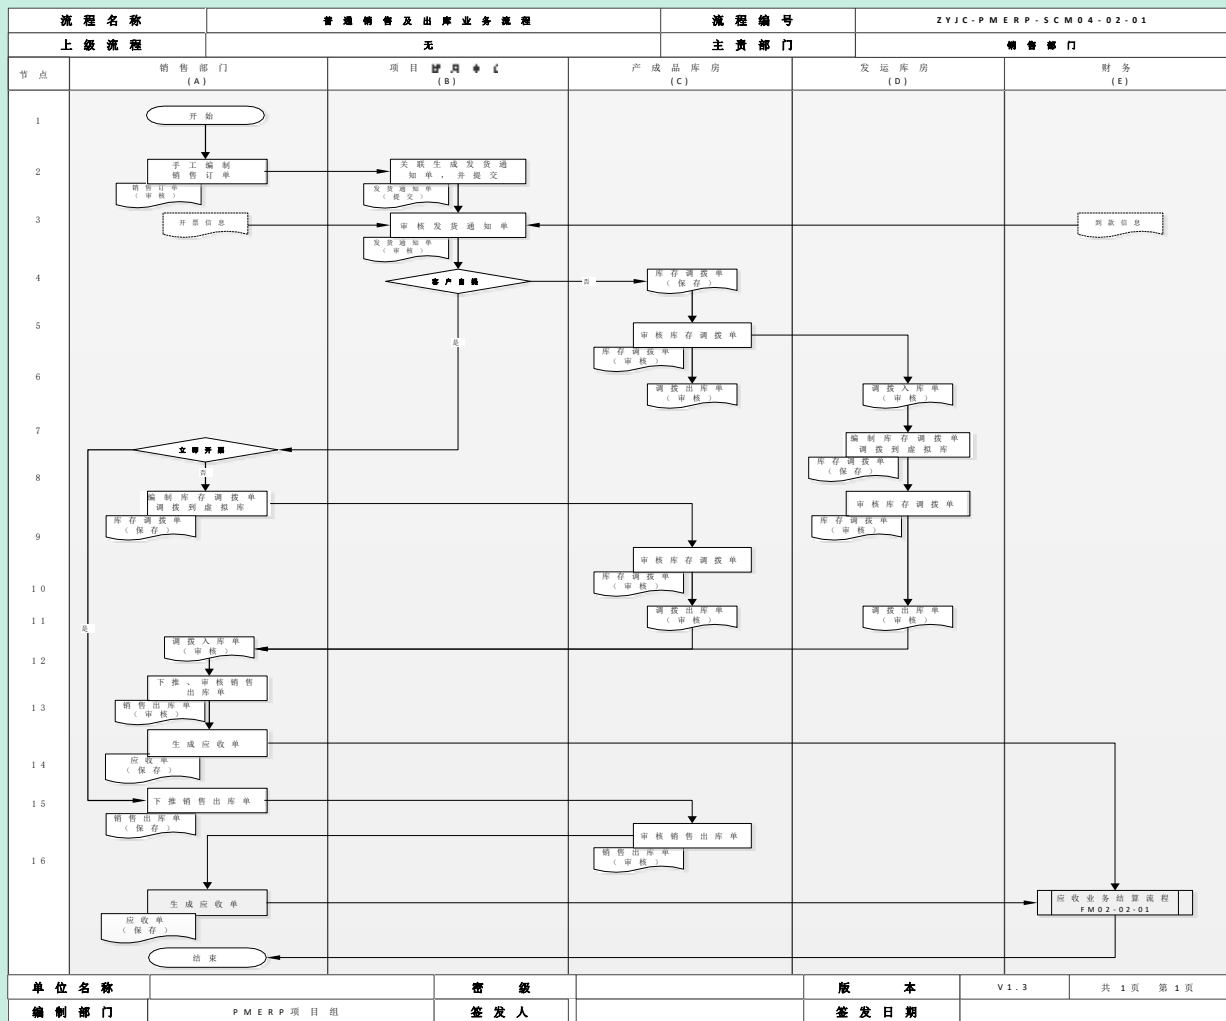 流程名称 普通销售及出库业务流程 流程编号 ZYJC-PMERP-SCM04-02-01
上级流程 无 主责部门 销售部门
节点 销售部门 项目 产成品库房 发运库房 财务
(A) (B) (C) (D) (E)
1
开始
2
手工编制
销售订单
关联生成发货通
知单、并提交
销售订单
(审核)
发货通知单
(提交)
3
开票信息
审核发货通知单
到款信息
发货通知单
(审核)
4
客户自提
否
库存调拨单
(保存)
5
审核库存调拨单
是
库存调拨单
(审核)
6
调拨出库单
(审核)
调拨入库单
(审核)
7
立即开票
编制库存调拨单
调拨到虚拟库
库存调拨单
(保存)
8
否
编制库存调拨单
调拨到虚拟库
审核库存调拨单
库存调拨单
(保存)
库存调拨单
(审核)
9
审核库存调拨单
库存调拨单
(审核)
10
调拨出库单
(审核)
调拨出库单
(审核)
11
是
调拨入库单
(审核)
12
下推、审核销售
出库单
13
销售出库单
(审核)
生成应收单
14
应收单
(保存)
15
下推销售出库单
销售出库单
(保存)
审核销售出库单
16
销售出库单
(审核)
生成应收单
应收业务结算流程
FM02-02-01
应收单
(保存)
结束
单位名称 密级 版本 V1.3 共 1页 第 1页
编制部门 PMERP项目组 签发人 签发日期